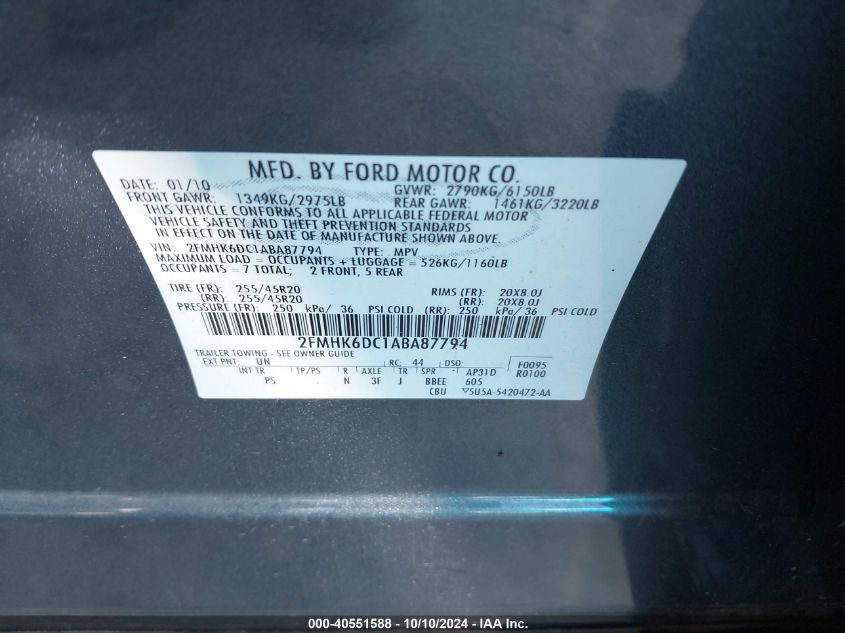 MFD. BY FORD MOTOR CO.
DATE: 01/10 GVWR: 2790KG/6150LB
FRONT GAWR: 1349KG/2975LB REAR GAWR: 1461KG/3220LB
THIS VEHICLE CONFORMS TO ALL APPLICABLE FEDERAL MOTOR
VEHICLE SAFETY AND THEFT PREVENTION STANDARDS
IN EFFECT ON THE DATE OF MANUFACTURE SHOWN ABOVE.
VIN: 2FMHK6DC1ABA87794 TYPE: MPV
MAXIMUM LOAD = OCCUPANTS + LUGGAGE = 526KG/1160LB
OCCUPANTS = 7 TOTAL; 2 FRONT, 5 REAR
TIRE (FR): 255/45R20 RIMS (FR): 20X8.0J
(RR): 255/45R20 (RR): 20X8.0J
PRESSURE (FR): 250 kPa/ 36 PSI COLD (RR): 250 kPa/ 36 PSI COLD
2FMHK6DC1ABA87794
TRAILER TOWING - SEE OWNER GUIDE
EXT PNT: UN RC: 44 DSO: F0095
INT TR TP/PS R AXLE TR SPR AP31D R0100
PS N 3F J BBEE 605
CBU 5U5A-5420472-AA
000-40551588 - 10/10/2024 - IAA Inc.